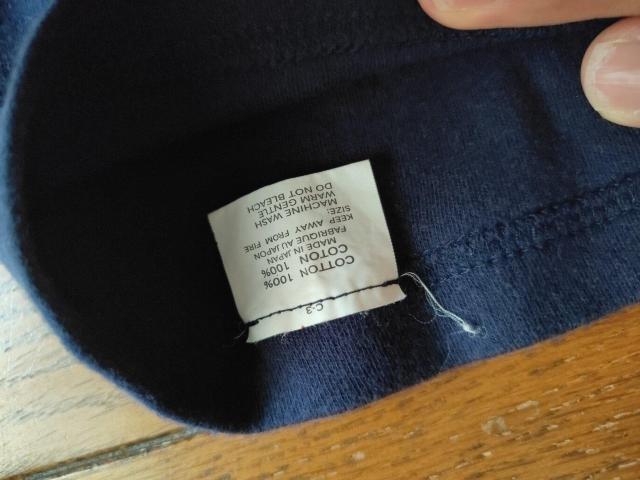 C-3
COTTON 100%
COTON 100%
MADE IN JAPAN
FABRIQUE AU JAPON
KEEP AWAY FROM FIRE
SIZE:
MACHINE WASH
WARM GENTLE
DO NOT BLEACH